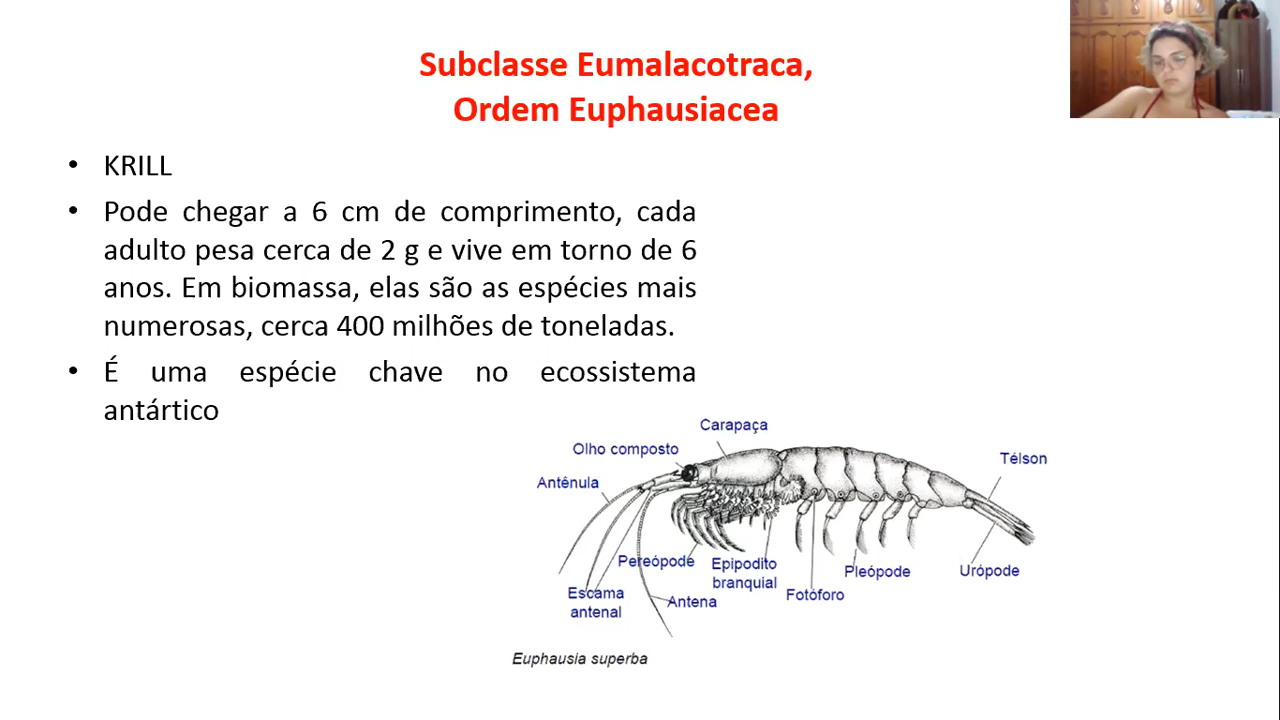 Subclasse Eumalacotraca,
Ordem Euphausiacea
• KRILL
• Pode chegar a 6 cm de comprimento, cada
adulto pesa cerca de 2 g e vive em torno de 6
anos. Em biomassa, elas são as espécies mais
numerosas, cerca 400 milhões de toneladas.
• É uma espécie chave no ecossistema
antártico
Carapaça
Olho composto
Télson
Antênula
Pereópode
Epipodito
branquial
Pleópode
Urópode
Escama
antenal
Antena
Fotóforo
Euphausia superba